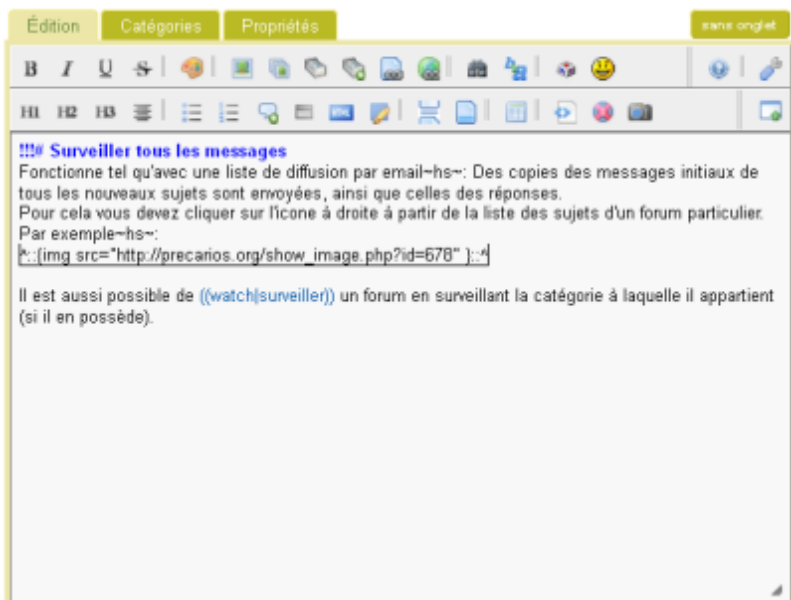 Édition Catégories Propriétés sans onglet
B I U S
H1 H2 H3
!!!# Surveiller tous les messages
Fonctionne tel qu'avec une liste de diffusion par email~hs~: Des copies des messages initiaux de
tous les nouveaux sujets sont envoyées, ainsi que celles des réponses.
Pour cela vous devez cliquer sur l'icone à droite à partir de la liste des sujets d'un forum particulier.
Par exemple~hs~:
^::{img src="http://precarios.org/show_image.php?id=678" }::^
Il est aussi possible de ((watch|surveiller)) un forum en surveillant la catégorie à laquelle il appartient
(si il en possède).